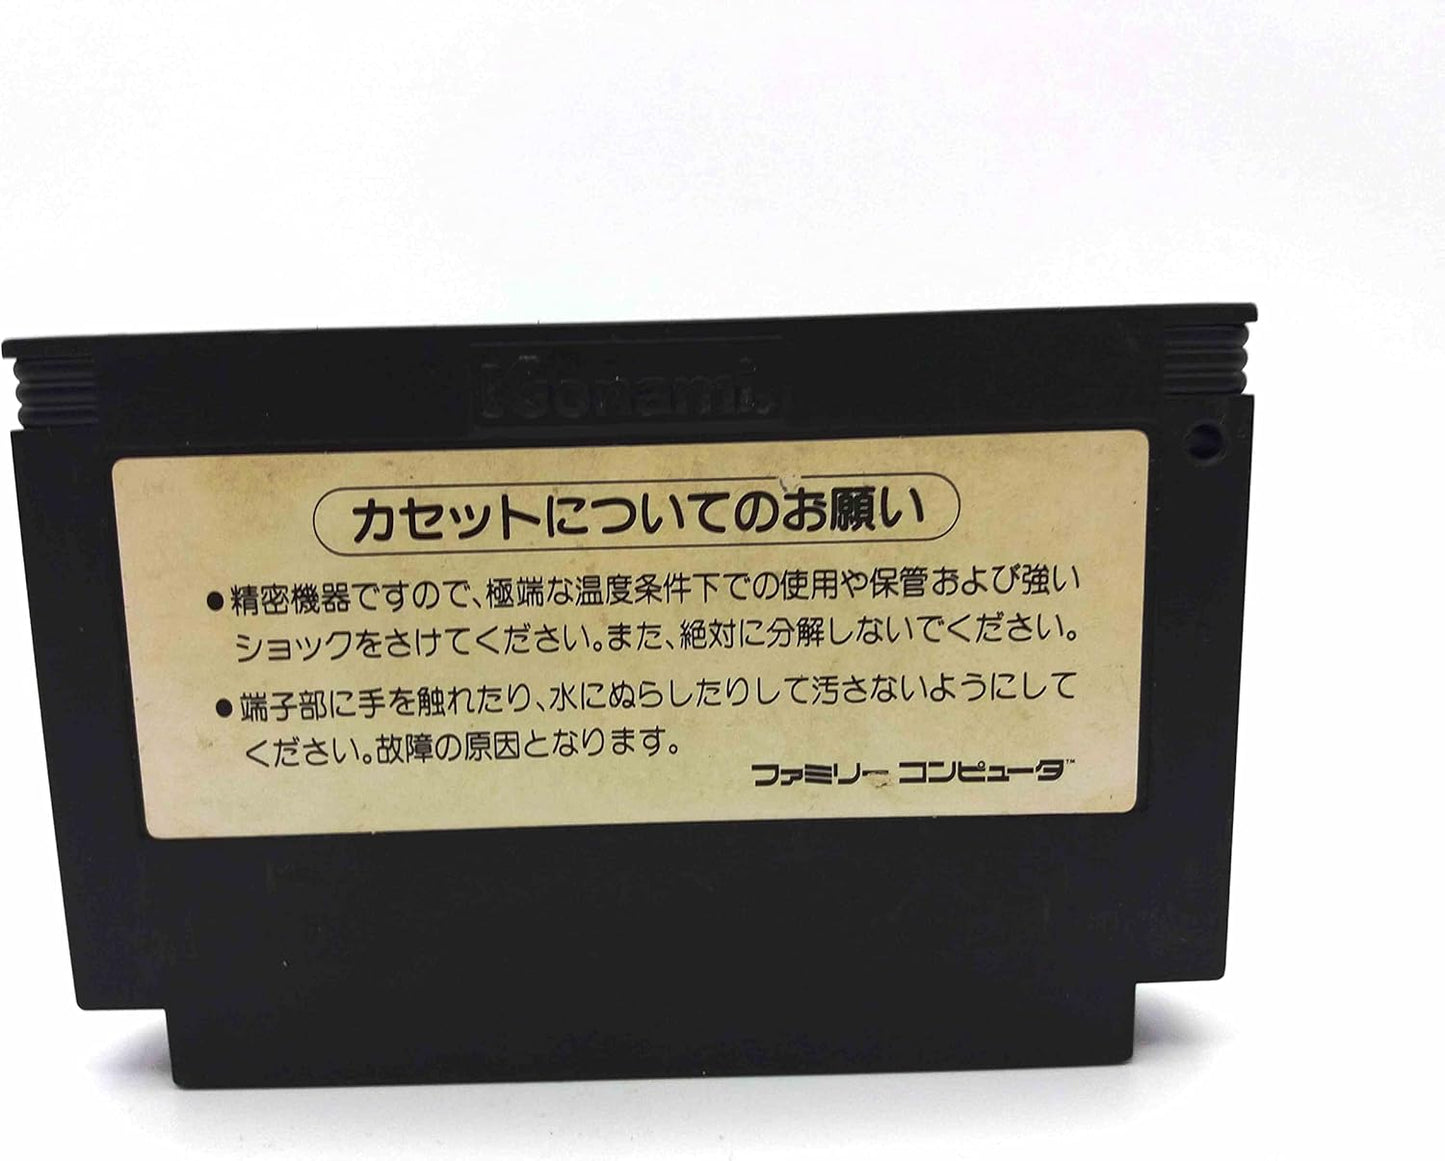 Konami
カセットについてのお願い
●精密機器ですので、極端な温度条件下での使用や保管および強い
ショックをさけてください。また、絶対に分解しないでください。
●端子部に手を触れたり、水にぬらしたりして汚さないようにして
ください。故障の原因となります。
ファミリー コンピュータ™